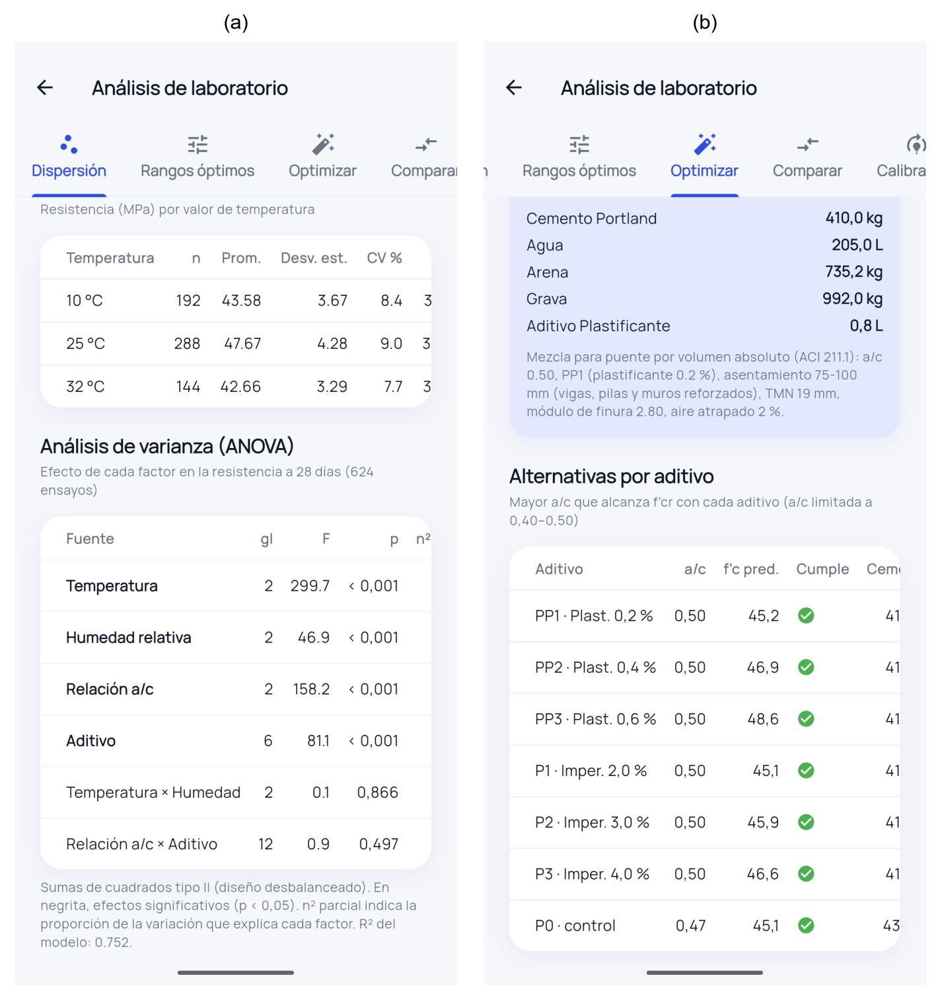 (a)
Análisis de laboratorio
Dispersión Rangos óptimos Optimizar Comparar
Resistencia (MPa) por valor de temperatura
Temperatura n Prom. Desv. est. CV %
10 °C 192 43.58 3.67 8.4 3
25 °C 288 47.67 4.28 9.0 3
32 °C 144 42.66 3.29 7.7 3
Análisis de varianza (ANOVA)
Efecto de cada factor en la resistencia a 28 días (624
ensayos)
Fuente gl F p n²
Temperatura 2 299.7 < 0,001
Humedad relativa 2 46.9 < 0,001
Relación a/c 2 158.2 < 0,001
Aditivo 6 81.1 < 0,001
Temperatura × Humedad 2 0.1 0,866
Relación a/c × Aditivo 12 0.9 0,497
Sumas de cuadrados tipo II (diseño desbalanceado). En
negrita, efectos significativos (p < 0,05). n² parcial indica la
proporción de la variación que explica cada factor. R² del
modelo: 0.752.
(b)
Análisis de laboratorio
n Rangos óptimos Optimizar Comparar Calibra
Cemento Portland 410,0 kg
Agua 205,0 L
Arena 735,2 kg
Grava 992,0 kg
Aditivo Plastificante 0,8 L
Mezcla para puente por volumen absoluto (ACI 211.1): a/c
0.50, PP1 (plastificante 0.2 %), asentamiento 75-100
mm (vigas, pilas y muros reforzados), TMN 19 mm,
módulo de finura 2.80, aire atrapado 2 %.
Alternativas por aditivo
Mayor a/c que alcanza f'cr con cada aditivo (a/c limitada a
0,40–0,50)
Aditivo a/c f'c pred. Cumple Ceme
PP1 · Plast. 0,2 % 0,50 45,2 41
PP2 · Plast. 0,4 % 0,50 46,9 41
PP3 · Plast. 0,6 % 0,50 48,6 41
P1 · Imper. 2,0 % 0,50 45,1 41
P2 · Imper. 3,0 % 0,50 45,9 41
P3 · Imper. 4,0 % 0,50 46,6 41
P0 · control 0,47 45,1 43